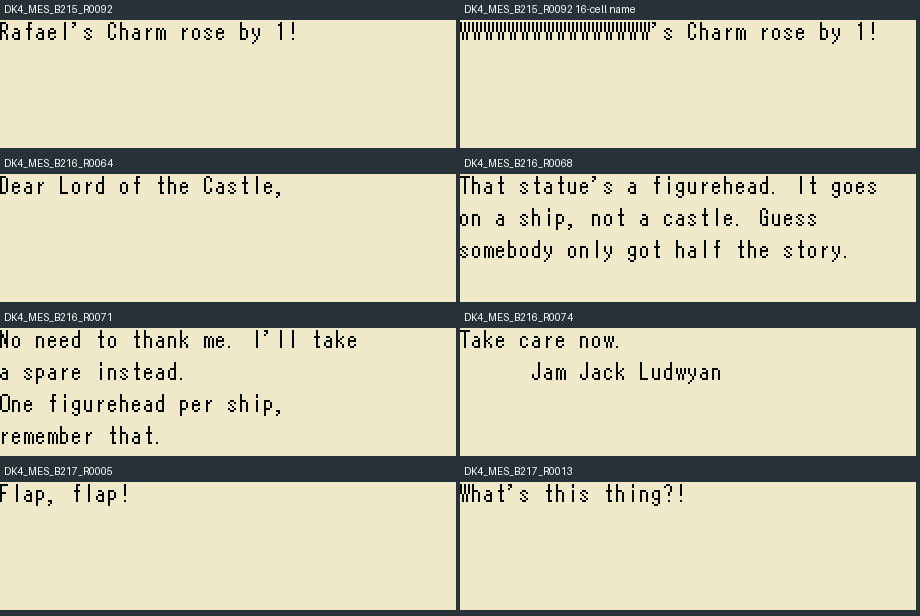 DK4_MES_B215_R0092
Rafael's Charm rose by 1!
DK4_MES_B215_R0092 16-cell name
WWWWWWWWWWWWWWWW's Charm rose by 1!
DK4_MES_B216_R0064
Dear Lord of the Castle,
DK4_MES_B216_R0068
That statue's a figurehead. It goes
on a ship, not a castle. Guess
somebody only got half the story.
DK4_MES_B216_R0071
No need to thank me. I'll take
a spare instead.
One figurehead per ship,
remember that.
DK4_MES_B216_R0074
Take care now.
Jam Jack Ludwyan
DK4_MES_B217_R0005
Flap, flap!
DK4_MES_B217_R0013
What's this thing?!